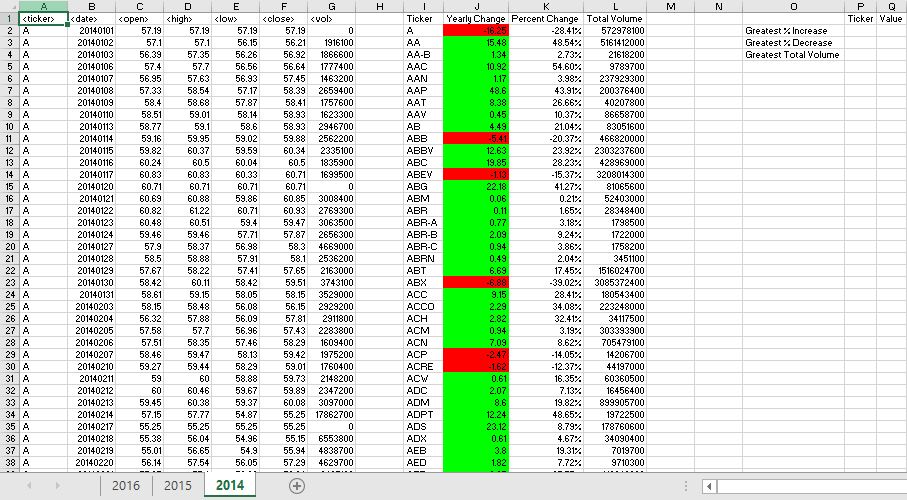 A B C D E F G H I J K L M N O P Q
1 <ticker> <date> <open> <high> <low> <close> <vol> Ticker Yearly Change Percent Change Total Volume Ticker Value
2 A 20140101 57.19 57.19 57.19 57.19 0 A -16.25 -28.41% 572978100 Greatest % Increase
3 A 20140102 57.1 57.1 56.15 56.21 1916100 AA 15.48 48.54% 5161412000 Greatest % Decrease
4 A 20140103 56.39 57.35 56.26 56.92 1866600 AA-B 1.34 2.73% 21618200 Greatest Total Volume
5 A 20140106 57.4 57.7 56.56 56.64 1777400 AAC 10.92 54.60% 9789700
6 A 20140107 56.95 57.63 56.93 57.45 1463200 AAN 1.17 3.98% 237929300
7 A 20140108 57.33 58.54 57.17 58.39 2659400 AAP 48.6 43.91% 200376400
8 A 20140109 58.4 58.68 57.87 58.41 1757600 AAT 8.38 26.66% 40207800
9 A 20140110 58.51 59.01 58.14 58.93 1623300 AAV 0.45 10.37% 86658700
10 A 20140113 58.77 59.1 58.6 58.93 2946700 AB 4.49 21.04% 83051600
11 A 20140114 59.16 59.95 59.02 59.88 2562200 ABB -5.41 -20.37% 466820000
12 A 20140115 59.82 60.37 59.59 60.34 2335100 ABBV 12.63 23.92% 2303237600
13 A 20140116 60.24 60.5 60.04 60.5 1835900 ABC 19.85 28.23% 428969000
14 A 20140117 60.83 60.83 60.33 60.71 1699500 ABEV -1.13 -15.37% 3208014300
15 A 20140120 60.71 60.71 60.71 60.71 0 ABG 22.18 41.27% 81065600
16 A 20140121 60.69 60.88 59.86 60.85 3008400 ABM 0.06 0.21% 52403000
17 A 20140122 60.82 61.22 60.71 60.93 2769300 ABR 0.11 1.65% 28348400
18 A 20140123 60.48 60.51 59.4 59.47 3063500 ABR-A 0.77 3.18% 1798500
19 A 20140124 59.46 59.46 57.71 57.87 2656300 ABR-B 2.09 9.24% 1722000
20 A 20140127 57.9 58.37 56.98 58.3 4669000 ABR-C 0.94 3.86% 1758200
21 A 20140128 58.5 58.88 57.91 58.1 2536200 ABRN 0.49 2.04% 3451100
22 A 20140129 57.67 58.22 57.41 57.65 2163000 ABT 6.69 17.45% 1516024700
23 A 20140130 58.42 60.11 58.42 59.51 3743100 ABX -6.88 -39.02% 3085372400
24 A 20140131 58.61 59.15 58.05 58.15 3529000 ACC 9.15 28.41% 180543400
25 A 20140203 58.15 58.48 56.08 56.15 2929200 ACCO 2.29 34.08% 223248000
26 A 20140204 56.32 57.88 56.09 57.81 2911800 ACH 2.82 32.41% 34117500
27 A 20140205 57.58 57.7 56.96 57.43 2283800 ACM 0.94 3.19% 303393900
28 A 20140206 57.51 58.35 57.46 58.29 1609400 ACN 7.09 8.62% 705479100
29 A 20140207 58.46 59.47 58.13 59.42 1975200 ACP -2.47 -14.05% 14206700
30 A 20140210 59.27 59.44 58.29 59.01 1760400 ACRE -1.62 -12.37% 44197000
31 A 20140211 59 60 58.88 59.73 2148200 ACW 0.61 16.35% 60360500
32 A 20140212 60 60.46 59.67 59.89 2347200 ADC 2.07 7.13% 16456400
33 A 20140213 59.45 60.38 59.37 60.08 3097000 ADM 8.6 19.82% 899905700
34 A 20140214 57.15 57.77 54.87 55.25 17862700 ADPT 12.24 48.65% 19722500
35 A 20140217 55.25 55.25 55.25 55.25 0 ADS 23.12 8.79% 178760600
36 A 20140218 55.38 56.04 54.96 55.15 6553800 ADX 0.61 4.67% 34090400
37 A 20140219 55.01 56.65 54.9 55.94 4838700 AEB 3.8 19.31% 7019700
38 A 20140220 56.14 57.54 56.05 57.29 4629700 AED 1.82 7.72% 9710300
2016 2015 2014